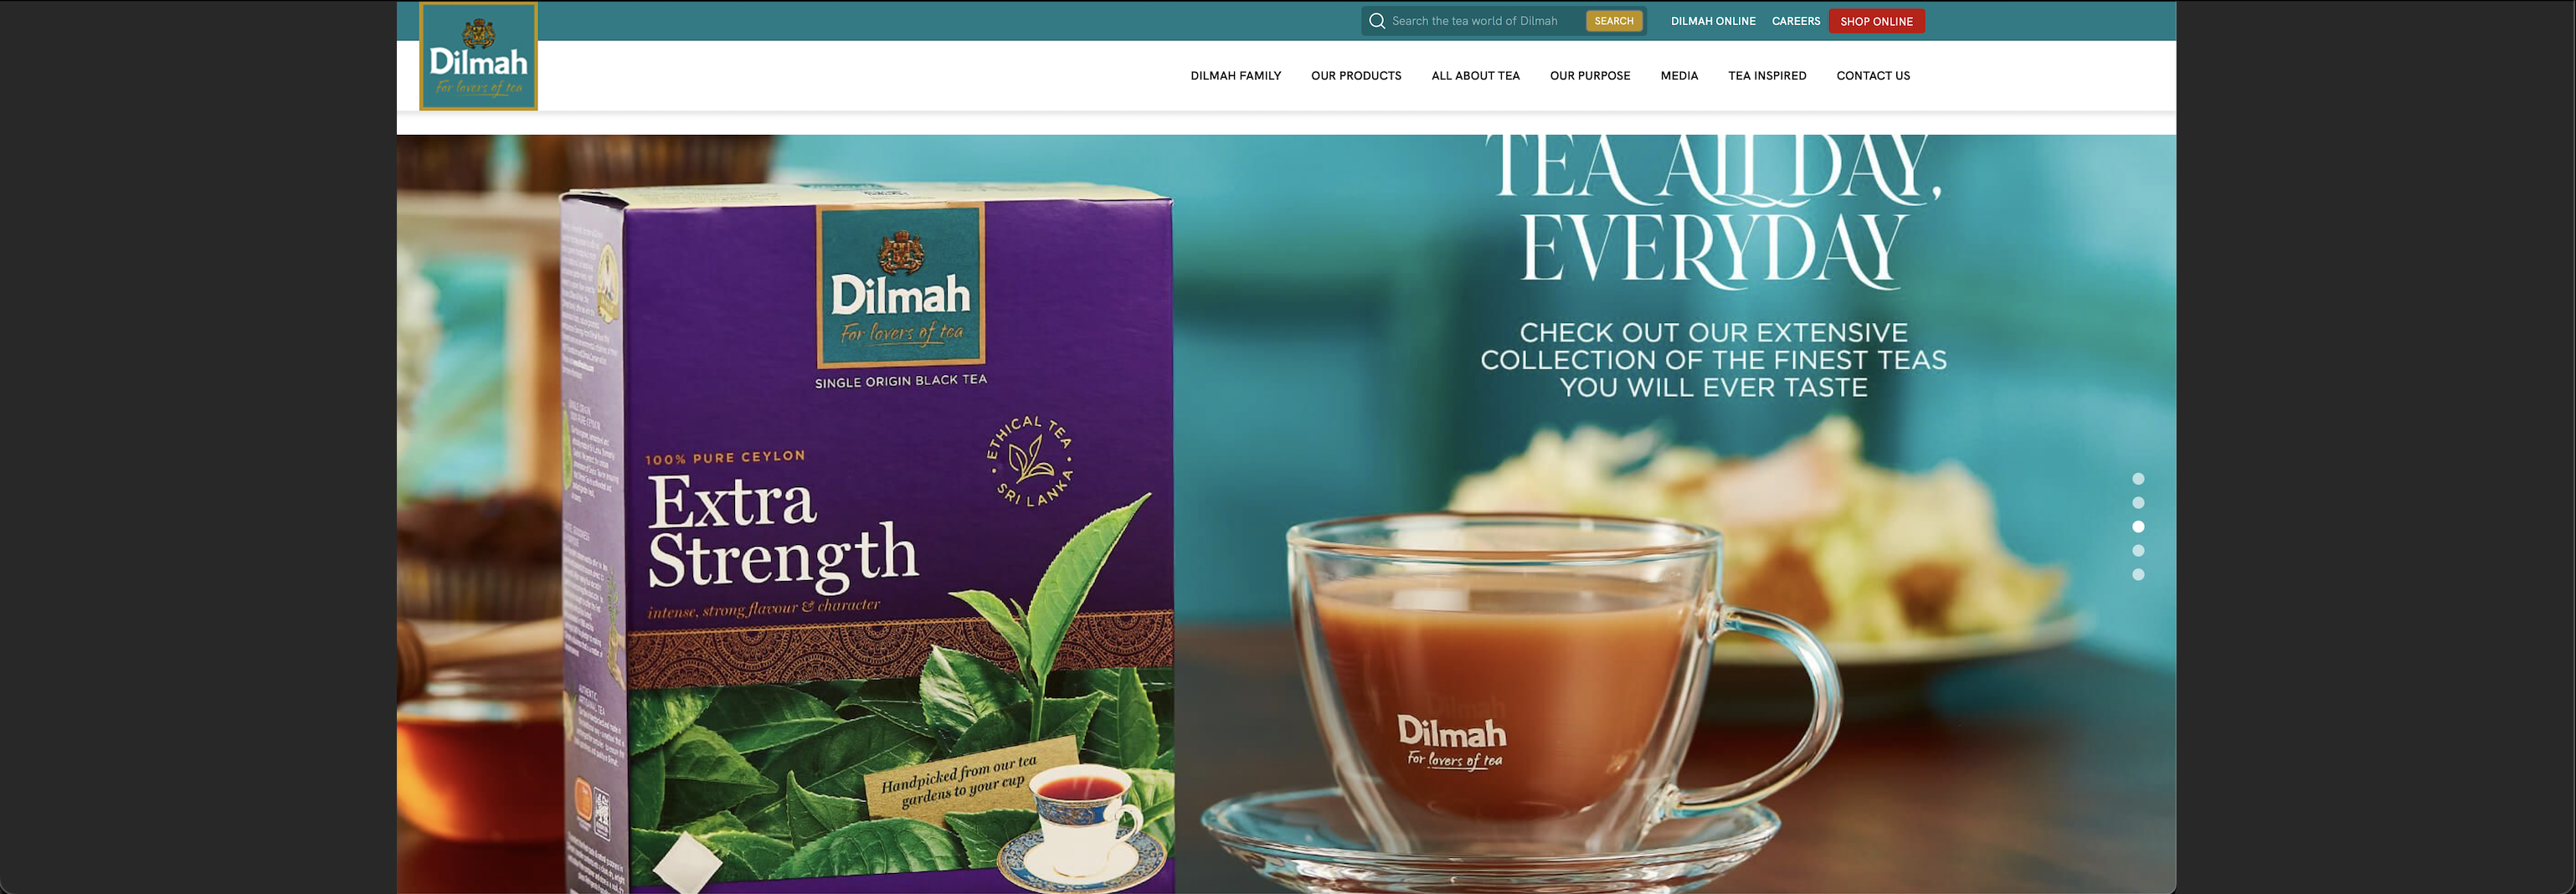 Dilmah
For lovers of tea
Search the tea world of Dilmah
SEARCH
DILMAH ONLINE
CAREERS
SHOP ONLINE
DILMAH FAMILY
OUR PRODUCTS
ALL ABOUT TEA
OUR PURPOSE
MEDIA
TEA INSPIRED
CONTACT US
TEA All DAY,
EVERYDAY
CHECK OUT OUR EXTENSIVE
COLLECTION OF THE FINEST TEAS
YOU WILL EVER TASTE
Dilmah
For lovers of tea
SINGLE ORIGIN BLACK TEA
ETHICAL TEA • SRI LANKA •
100% PURE CEYLON
Extra
Strength
intense, strong flavour & character
Handpicked from our tea
gardens to your cup
Dilmah
For lovers of tea